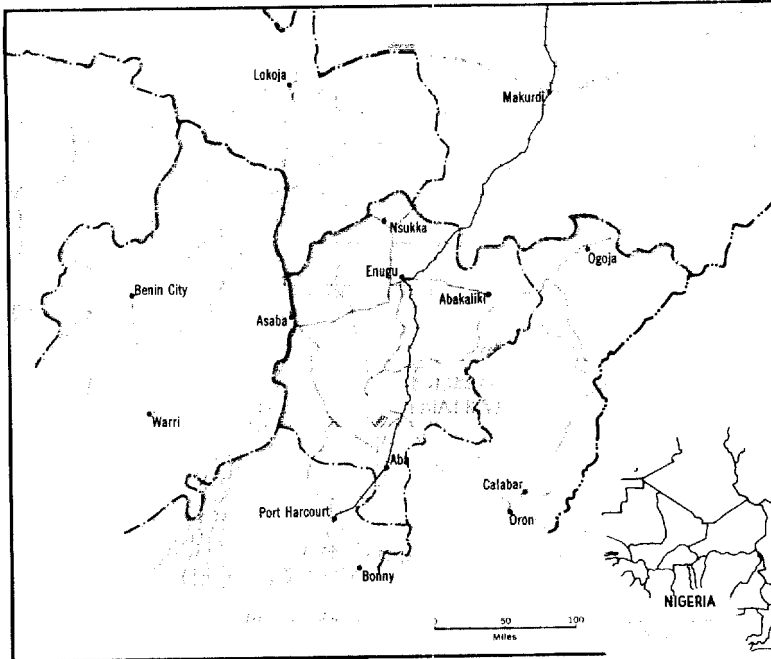 Lokoja
Makurdi
Nsukka
Ogoja
Enugu
Benin City
Abakaliki
Asaba
Warri
Aba
Calabar
Port Harcourt
Oron
Bonny
NIGERIA
0 50 100
Miles